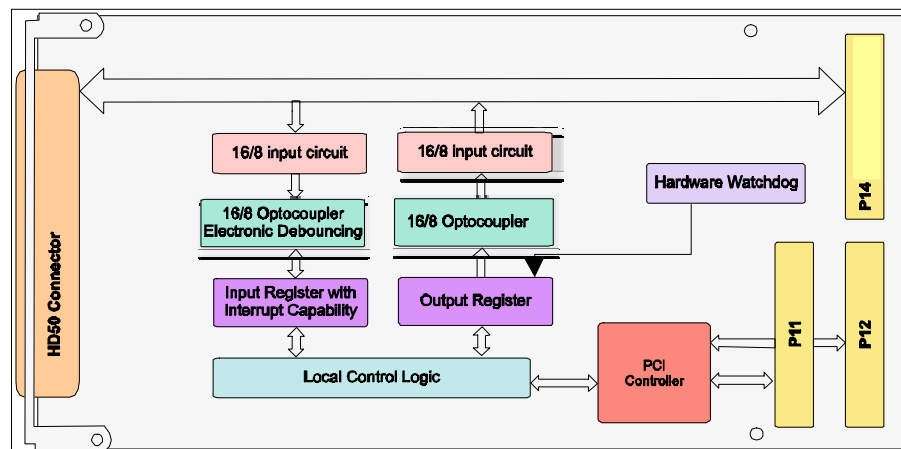 HD50 Connector
16/8 input circuit
16/8 input circuit
Hardware Watchdog
P14
16/8 Optocoupler
Electronic Debouncing
16/8 Optocoupler
Input Register with
Interrupt Capability
Output Register
P11
P12
Local Control Logic
PCI
Controller